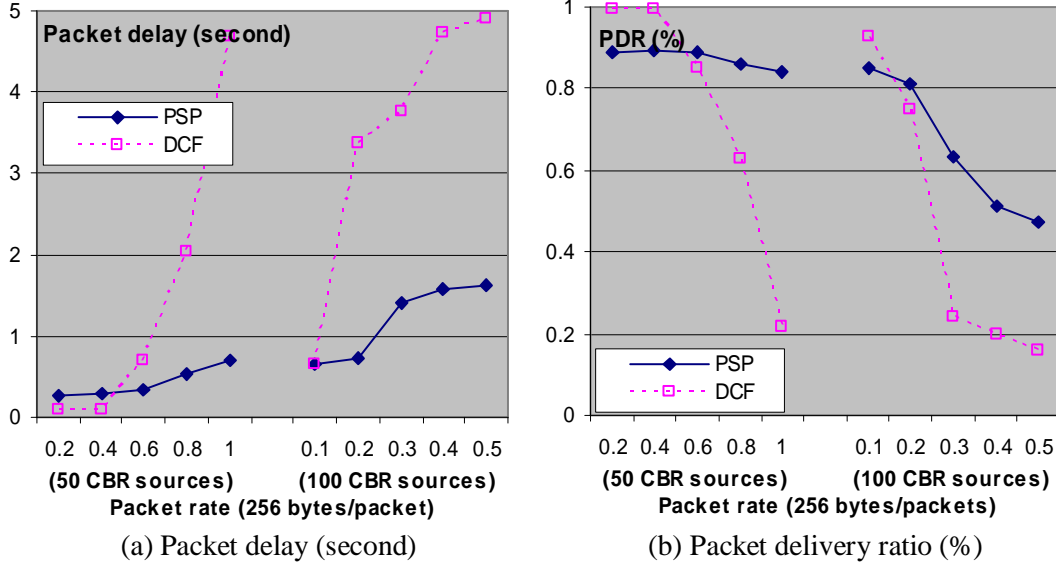 Packet delay (second)
5
4
3
2
1
0
PSP
DCF
0.2 0.4 0.6 0.8 1 0.1 0.2 0.3 0.4 0.5
(50 CBR sources) (100 CBR sources)
Packet rate (256 bytes/packet)
(a) Packet delay (second)
PDR (%)
1
0.8
0.6
0.4
0.2
0
PSP
DCF
0.2 0.4 0.6 0.8 1 0.1 0.2 0.3 0.4 0.5
(50 CBR sources) (100 CBR sources)
Packet rate (256 bytes/packets)
(b) Packet delivery ratio (%)